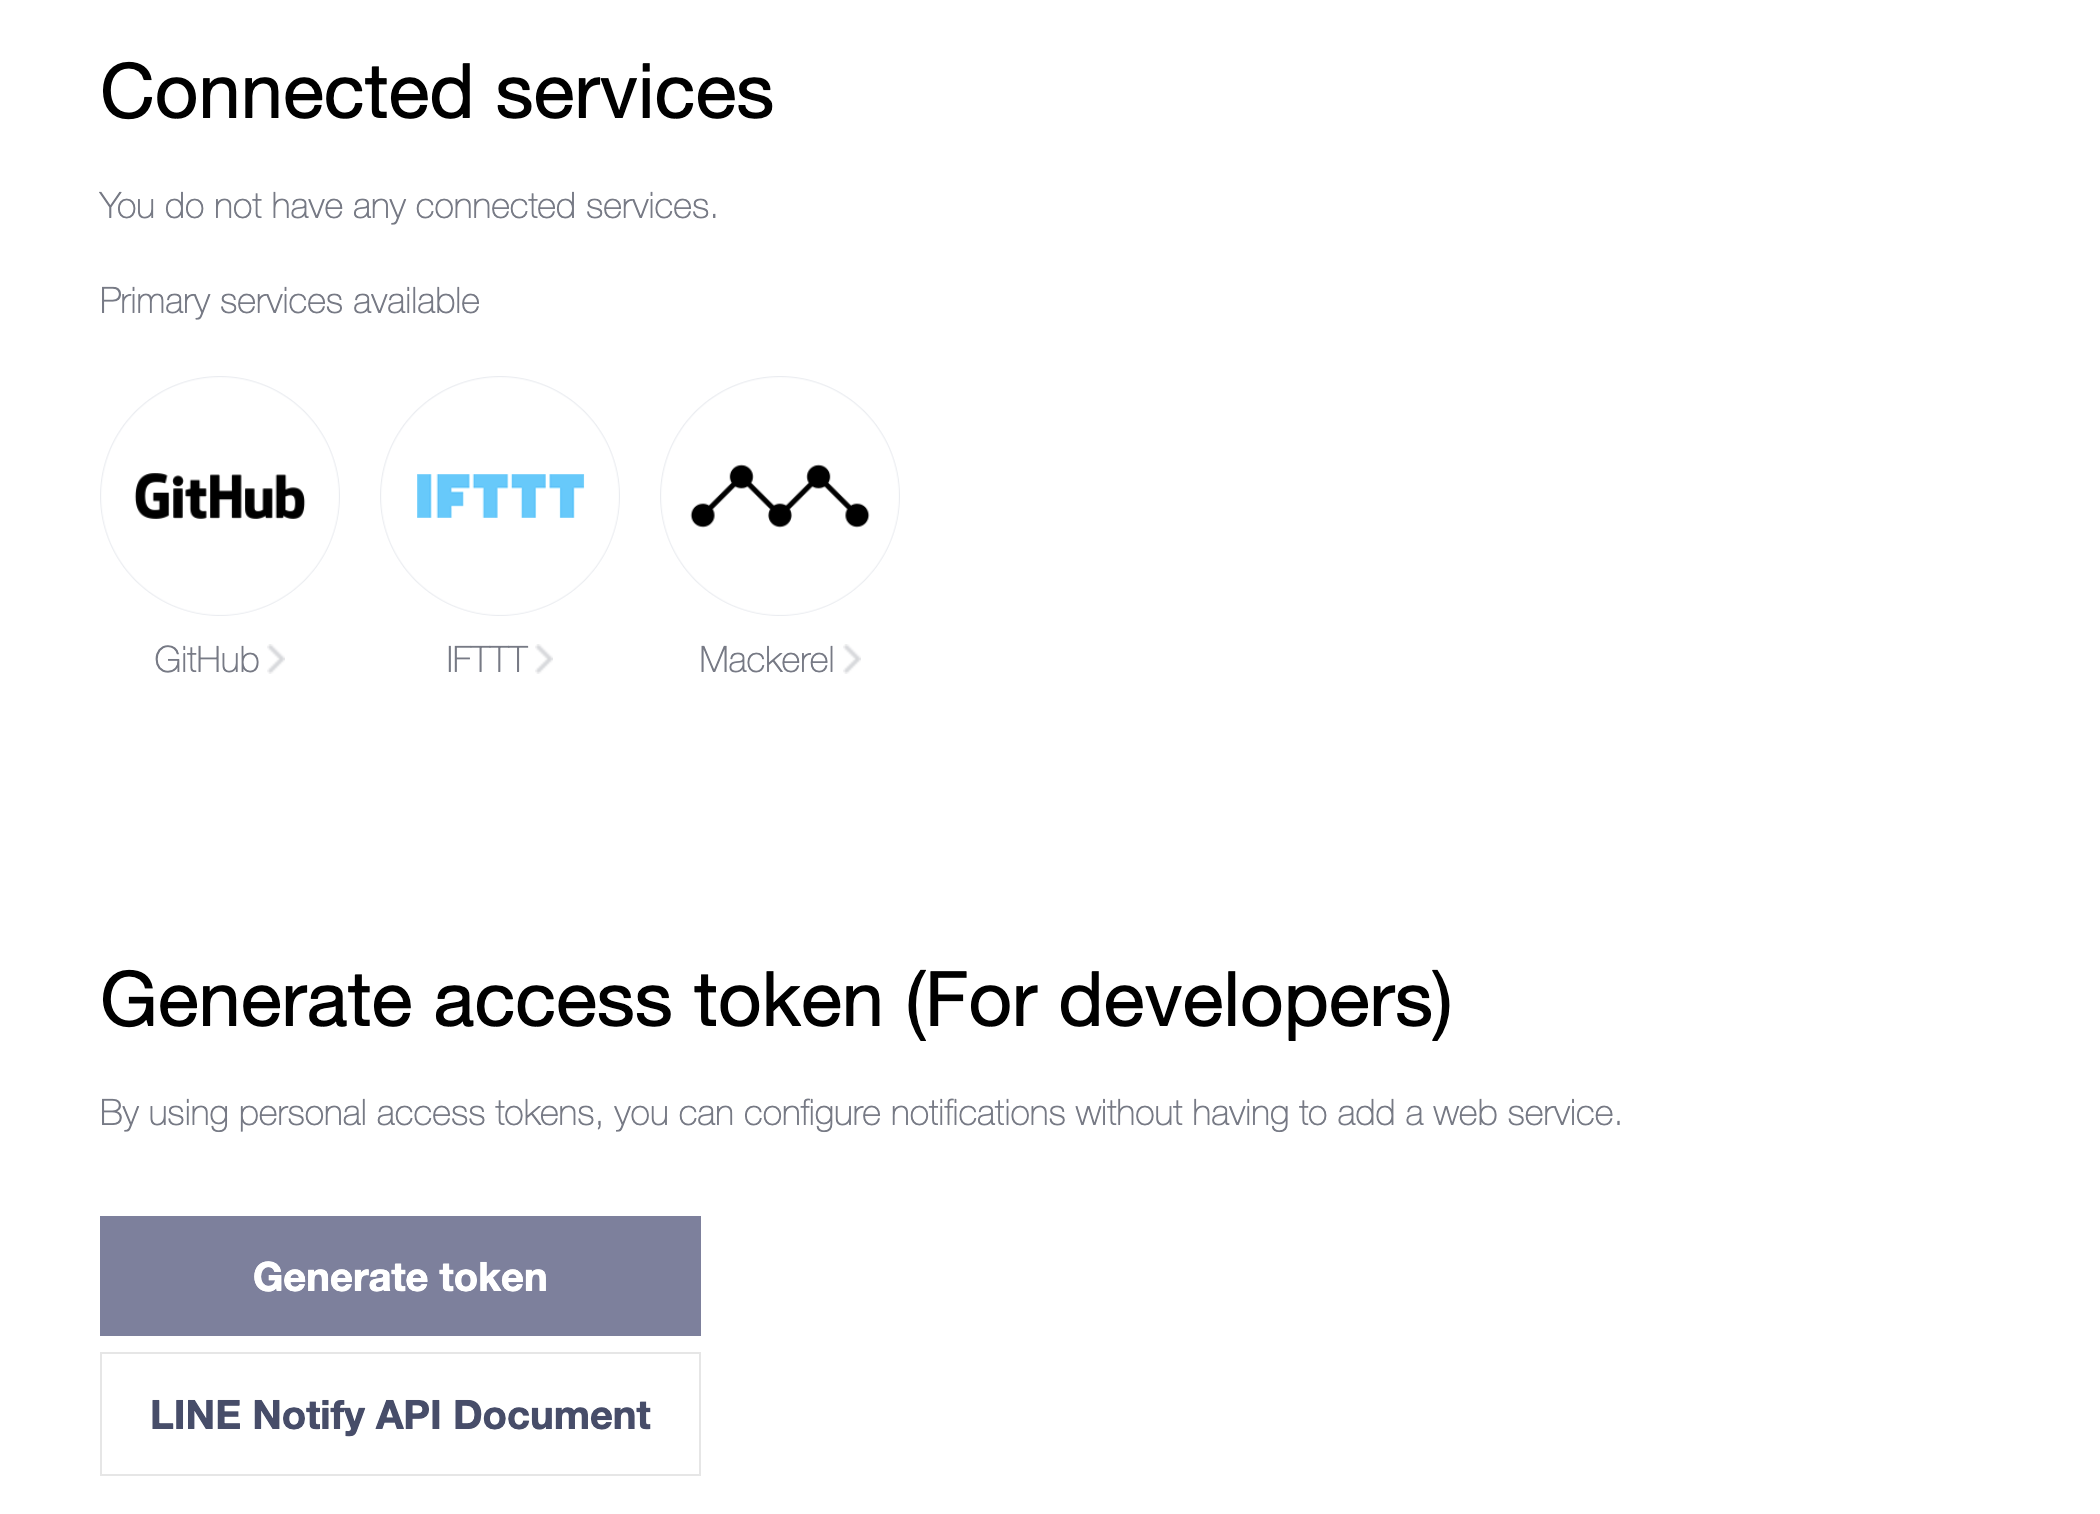 Connected services
You do not have any connected services.
Primary services available
GitHub IFTTT
GitHub IFTTT Mackerel
Generate access token (For developers)
By using personal access tokens, you can configure notifications without having to add a web service.
Generate token
LINE Notify API Document